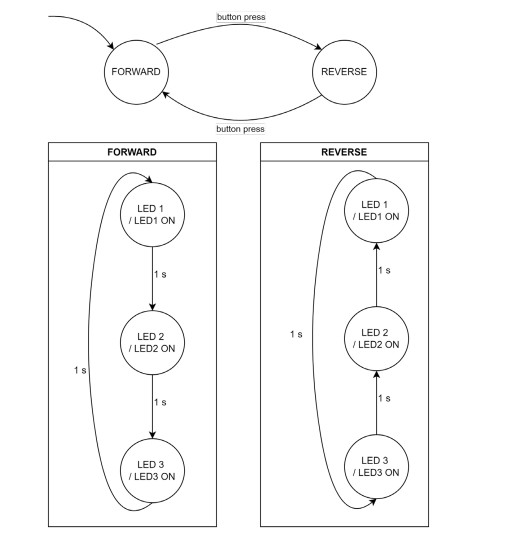 button press
FORWARD
REVERSE
button press
FORWARD
LED 1
/ LED1 ON
1 s
LED 2
/ LED2 ON
1 s
1 s
LED 3
/ LED3 ON
REVERSE
LED 1
/ LED1 ON
1 s
1 s
LED 2
/ LED2 ON
1 s
LED 3
/ LED3 ON